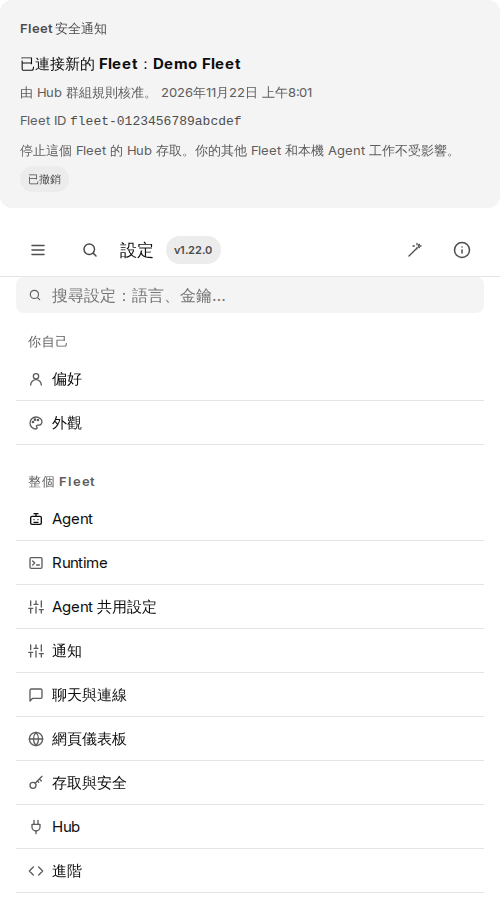 Fleet 安全通知
已連接新的 Fleet：Demo Fleet
由 Hub 群組規則核准。 2026年11月22日 上午8:01
Fleet ID fleet-0123456789abcdef
停止這個 Fleet 的 Hub 存取。你的其他 Fleet 和本機 Agent 工作不受影響。
已撤銷
設定 v1.22.0
搜尋設定：語言、金鑰...
你自己
偏好
外觀
整個 Fleet
Agent
Runtime
Agent 共用設定
通知
聊天與連線
網頁儀表板
存取與安全
Hub
進階